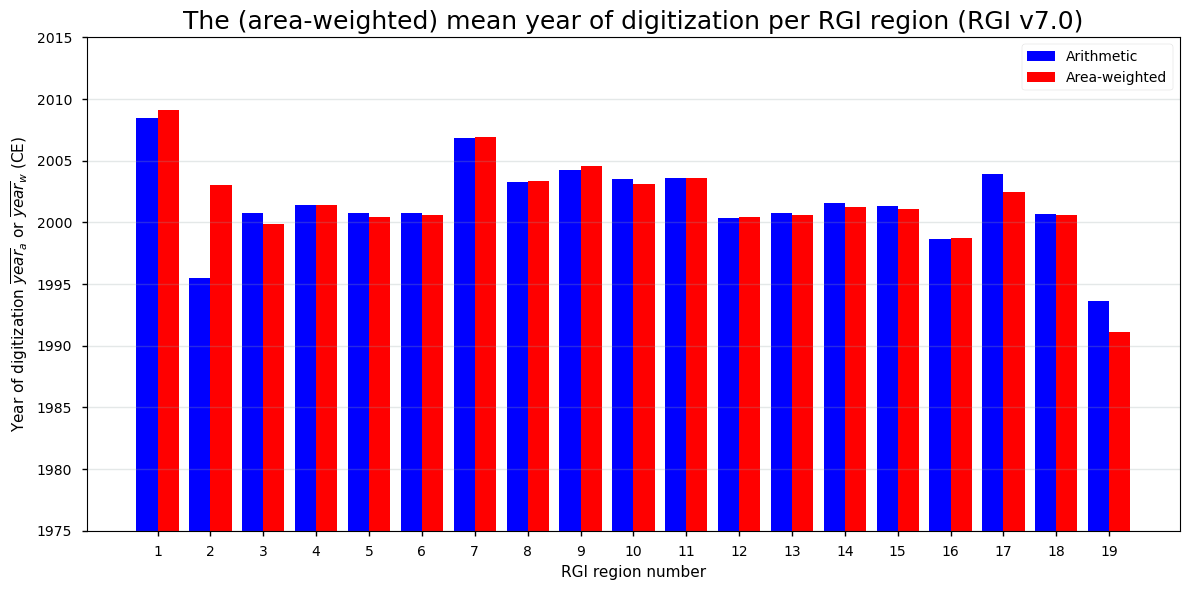 The (area-weighted) mean year of digitization per RGI region (RGI v7.0)
2015
2010
2005
2000
1995
1990
1985
1980
1975
Year of digitization year_a or year_w (CE)
Arithmetic
Area-weighted
1 2 3 4 5 6 7 8 9 10 11 12 13 14 15 16 17 18 19
RGI region number